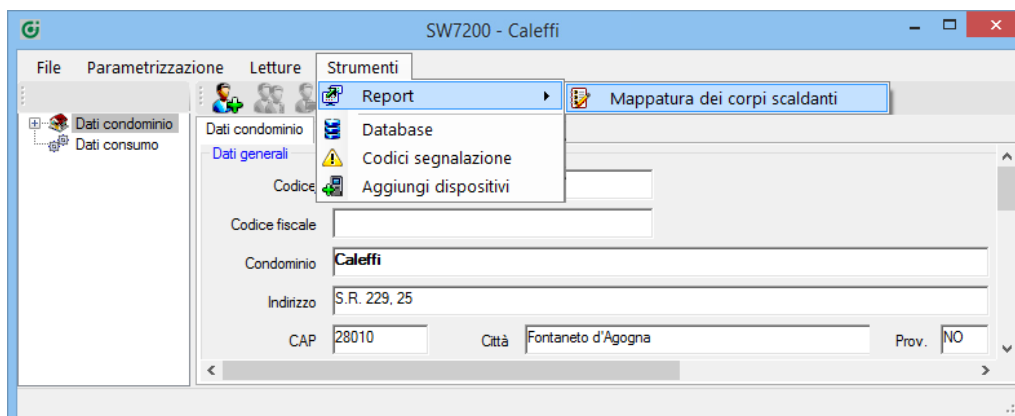 SW7200 - Caleffi
File Parametrizzazione Letture Strumenti
Report Mappatura dei corpi scaldanti
Database
Codici segnalazione
Aggiungi dispositivi
Dati condominio
Dati consumo
Dati condominio
Dati generali
Codice
Codice fiscale
Condominio Caleffi
Indirizzo S.R. 229, 25
CAP 28010 Città Fontaneto d'Agogna Prov. NO